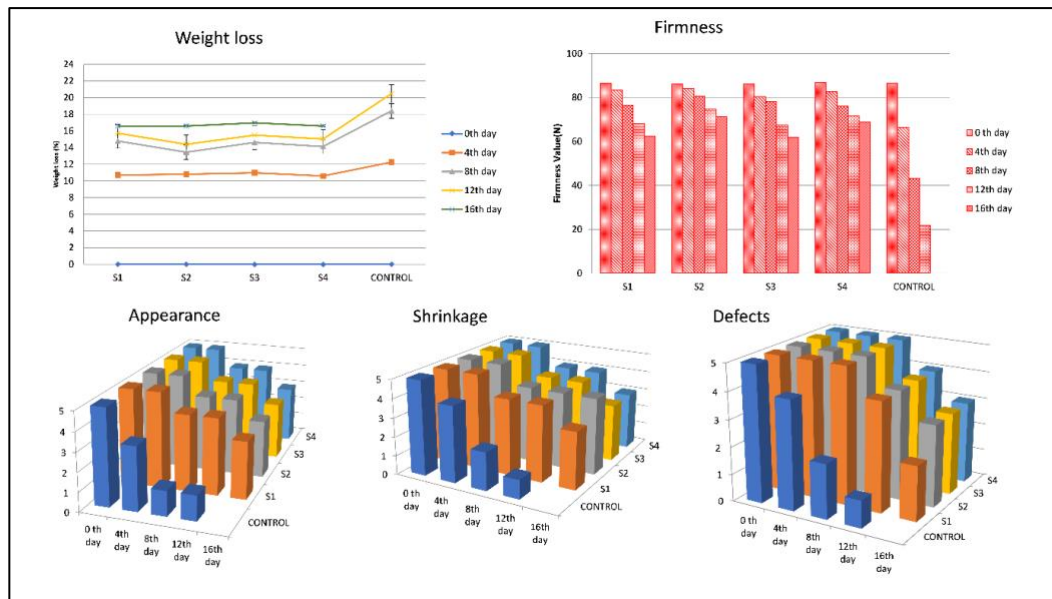 Weight loss
24
22
20
18
16
14
12
10
8
6
4
2
0
Weight loss (%)
S1
S2
S3
S4
CONTROL
0th day
4th day
8th day
12th day
16th day
Firmness
100
80
60
40
20
0
Firmness Value(N)
S1
S2
S3
S4
CONTROL
0 th day
4th day
8th day
12th day
16th day
Appearance
5
4
3
2
1
0
0 th day
4th day
8th day
12th day
16th day
CONTROL
S1
S2
S3
S4
Shrinkage
5
4
3
2
1
0
0 th day
4th day
8th day
12th day
16th day
CONTROL
S1
S2
S3
S4
Defects
5
4
3
2
1
0
0 th day
4th day
8th day
12th day
16th day
CONTROL
S1
S2
S3
S4